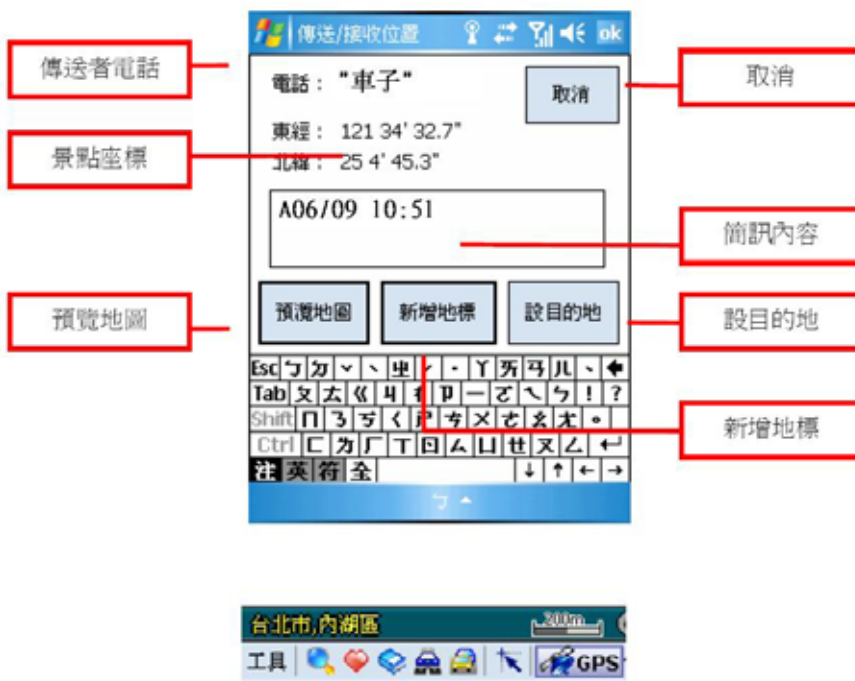 傳送/接收位置 ok
傳送者電話
電話： "車子"
取消
取消
東經： 121 34' 32.7"
景點座標
北緯： 25 4' 45.3"
A06/09 10:51
簡訊內容
預覽地圖
預覽地圖 新增地標 設目的地
設目的地
Esc ㄅ ㄉ ˇ ˋ ㄓ ˊ ˙ ㄚ ㄞ ㄢ ㄦ 、
Tab ㄆ ㄊ ㄍ ㄐ ㄔ ㄗ ㄧ ㄛ ㄟ ㄣ ! ?
Shift ㄇ ㄋ ㄎ ㄑ ㄕ ㄘ ㄨ ㄜ ㄠ ㄤ 。
新增地標
Ctrl ㄈ ㄌ ㄏ ㄒ ㄖ ㄙ ㄩ ㄝ ㄡ ㄥ ↵
注 英 符 全 ↓ ↑ ← →
ㄅ
台北市,內湖區 200m
工具 GPS